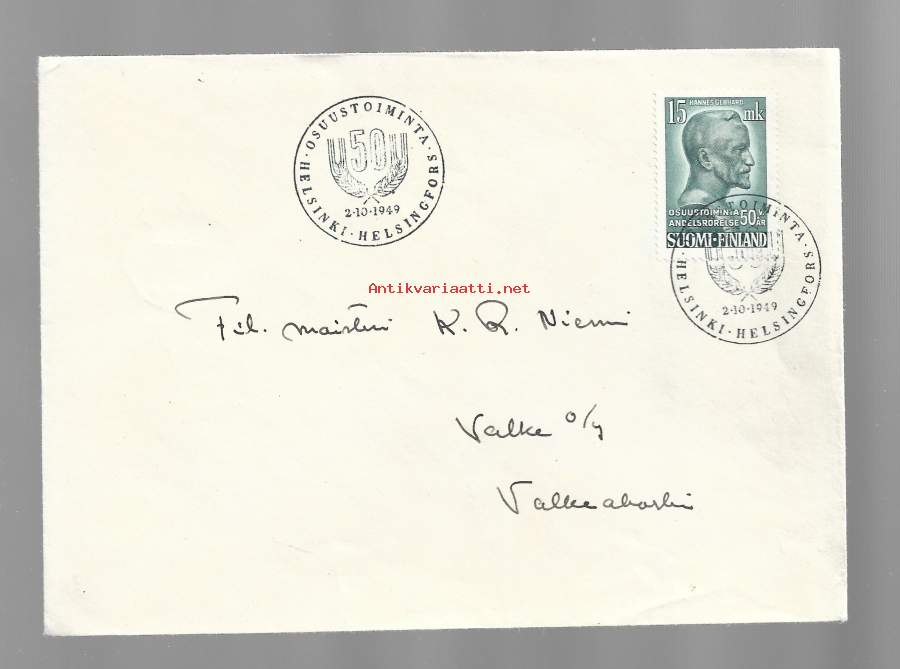 OSUUSTOIMINTA · HELSINKI · HELSINGFORS ·
50
2·10·1949
15 mk
HANNES GEBHARD
OSUUSTOIMINTA 50 V.
ANDELSRÖRELSE ÅR
SUOMI·FINLAND
OSUUSTOIMINTA · HELSINKI · HELSINGFORS ·
2·10·1949
Antikvariaatti.net
Fil. maisteri K. R. Niemi
Valke o/y
Valkeakoski